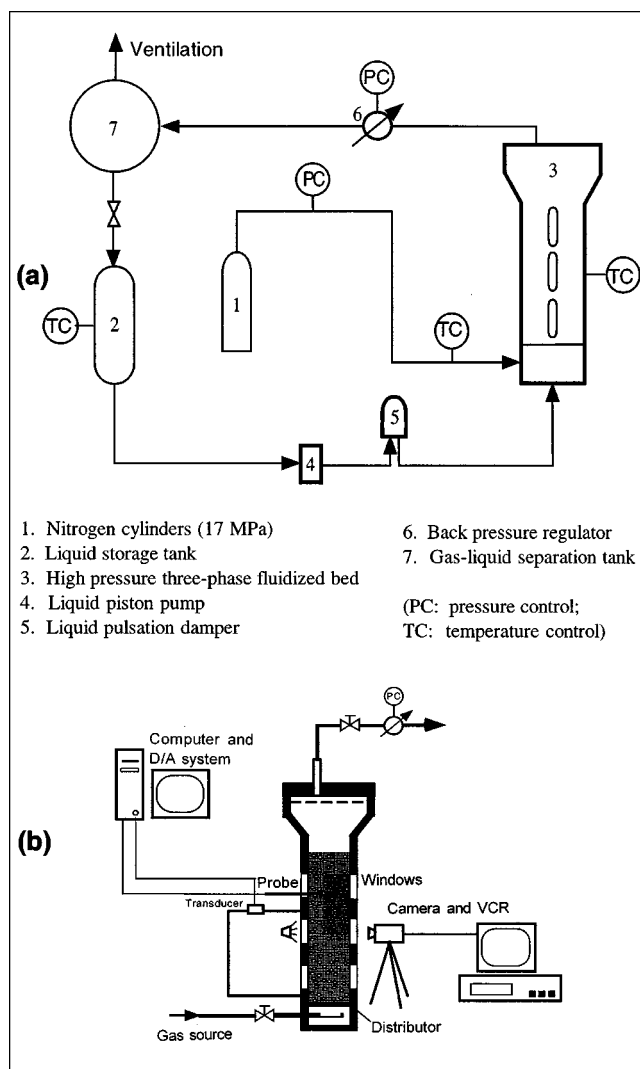 Ventilation
PC
6
7
3
PC
(a)
TC
2
1
TC
TC
5
4
1. Nitrogen cylinders (17 MPa)
2. Liquid storage tank
3. High pressure three-phase fluidized bed
4. Liquid piston pump
5. Liquid pulsation damper
6. Back pressure regulator
7. Gas-liquid separation tank
(PC: pressure control;
TC: temperature control)
PC
Computer and
D/A system
(b)
Probe
Windows
Transducer
Camera and VCR
Distributor
Gas source